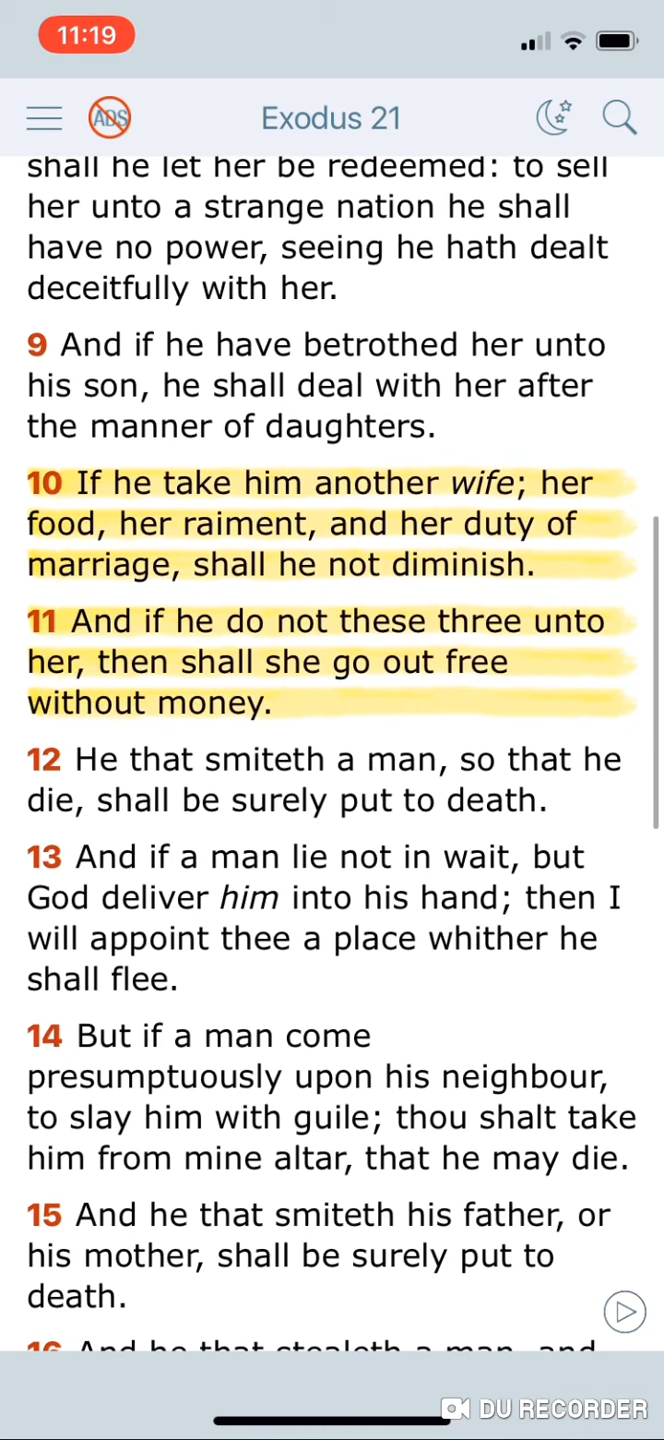 11:19
ADS
Exodus 21
shall he let her be redeemed: to sell
her unto a strange nation he shall
have no power, seeing he hath dealt
deceitfully with her.
9 And if he have betrothed her unto
his son, he shall deal with her after
the manner of daughters.
10 If he take him another wife; her
food, her raiment, and her duty of
marriage, shall he not diminish.
11 And if he do not these three unto
her, then shall she go out free
without money.
12 He that smiteth a man, so that he
die, shall be surely put to death.
13 And if a man lie not in wait, but
God deliver him into his hand; then I
will appoint thee a place whither he
shall flee.
14 But if a man come
presumptuously upon his neighbour,
to slay him with guile; thou shalt take
him from mine altar, that he may die.
15 And he that smiteth his father, or
his mother, shall be surely put to
death.
16 And he that stealeth a man, and
DU RECORDER